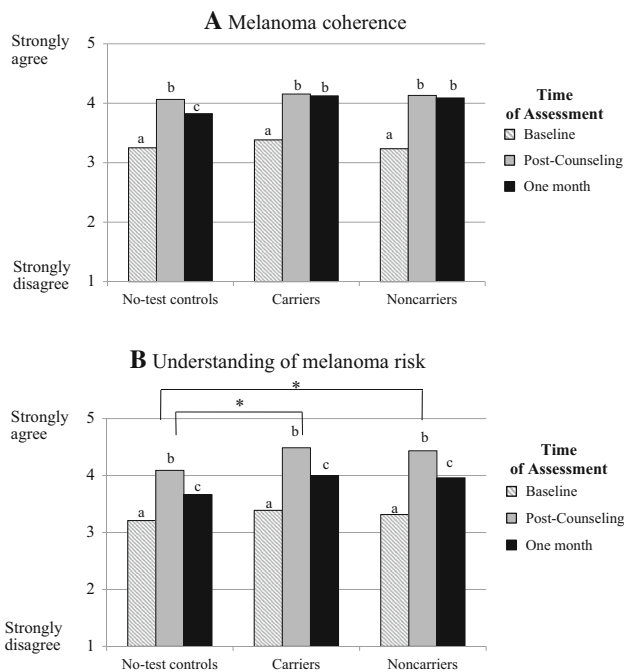 A Melanoma coherence
Strongly
agree
5
4
3
2
Strongly
disagree
1
a b c
a b b
a b b
No-test controls Carriers Noncarriers
Time
of Assessment
Baseline
Post-Counseling
One month
B Understanding of melanoma risk
*
*
Strongly
agree
5
4
3
2
Strongly
disagree
1
a b c
a b c
a b c
No-test controls Carriers Noncarriers
Time
of Assessment
Baseline
Post-Counseling
One month